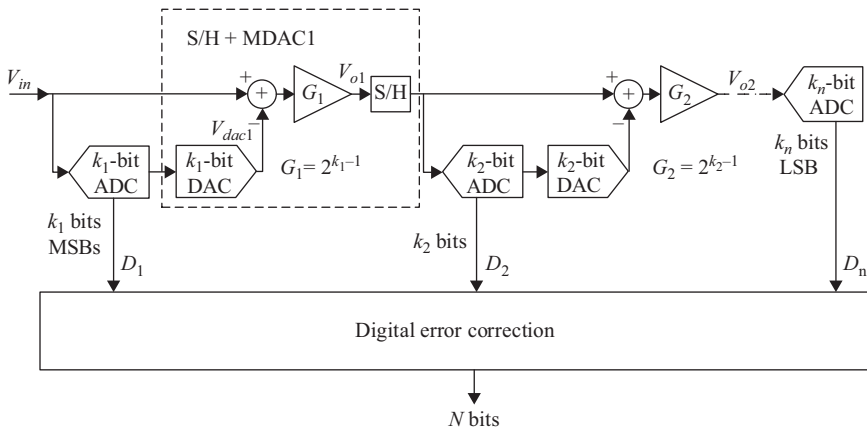 S/H + MDAC1
V_in
+
+
G_1
V_o1
S/H
+
+
G_2
V_o2
k_n-bit
ADC
V_dac1
−
−
k_1-bit
ADC
k_1-bit
DAC
G_1 = 2^{k_1–1}
k_2-bit
ADC
k_2-bit
DAC
G_2 = 2^{k_2–1}
k_n bits
LSB
k_1 bits
MSBs
k_2 bits
D_1
D_2
D_n
Digital error correction
N bits